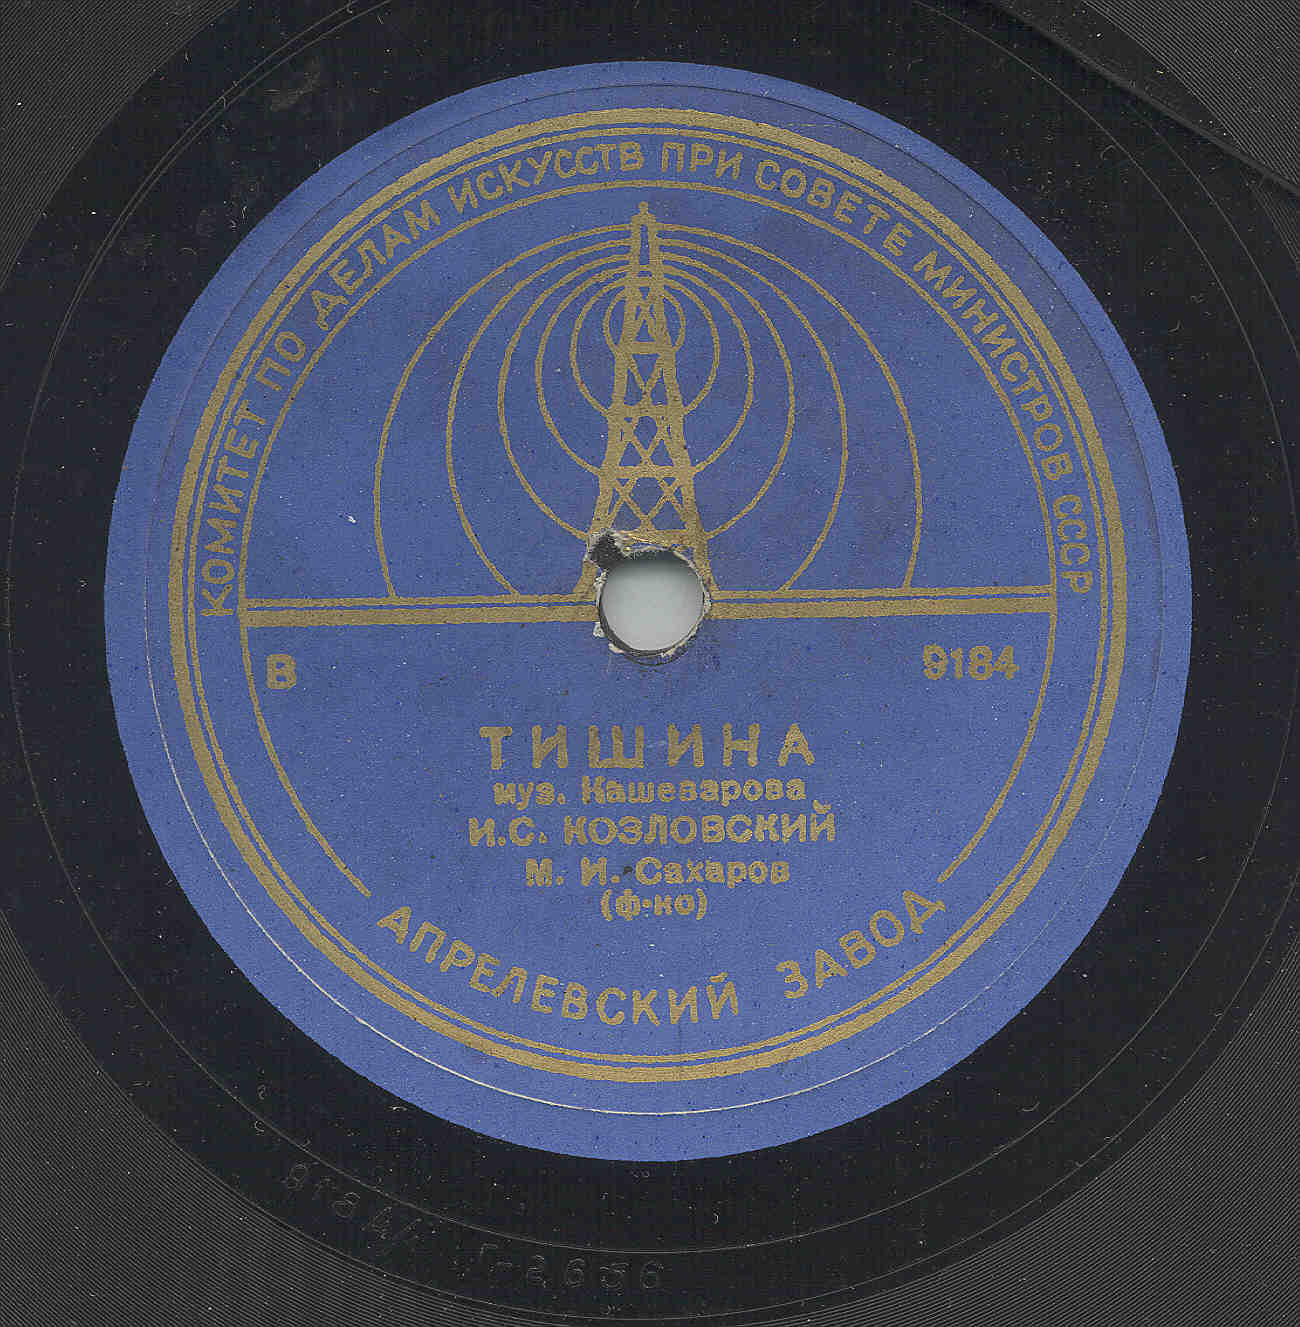 КОМИТЕТ ПО ДЕЛАМ ИСКУССТВ ПРИ СОВЕТЕ МИНИСТРОВ СССР
В 9184
ТИШИНА
муз. Кашеварова
И.С. КОЗЛОВСКИЙ
М. И. Сахаров
(ф-но)
АПРЕЛЕВСКИЙ ЗАВОД